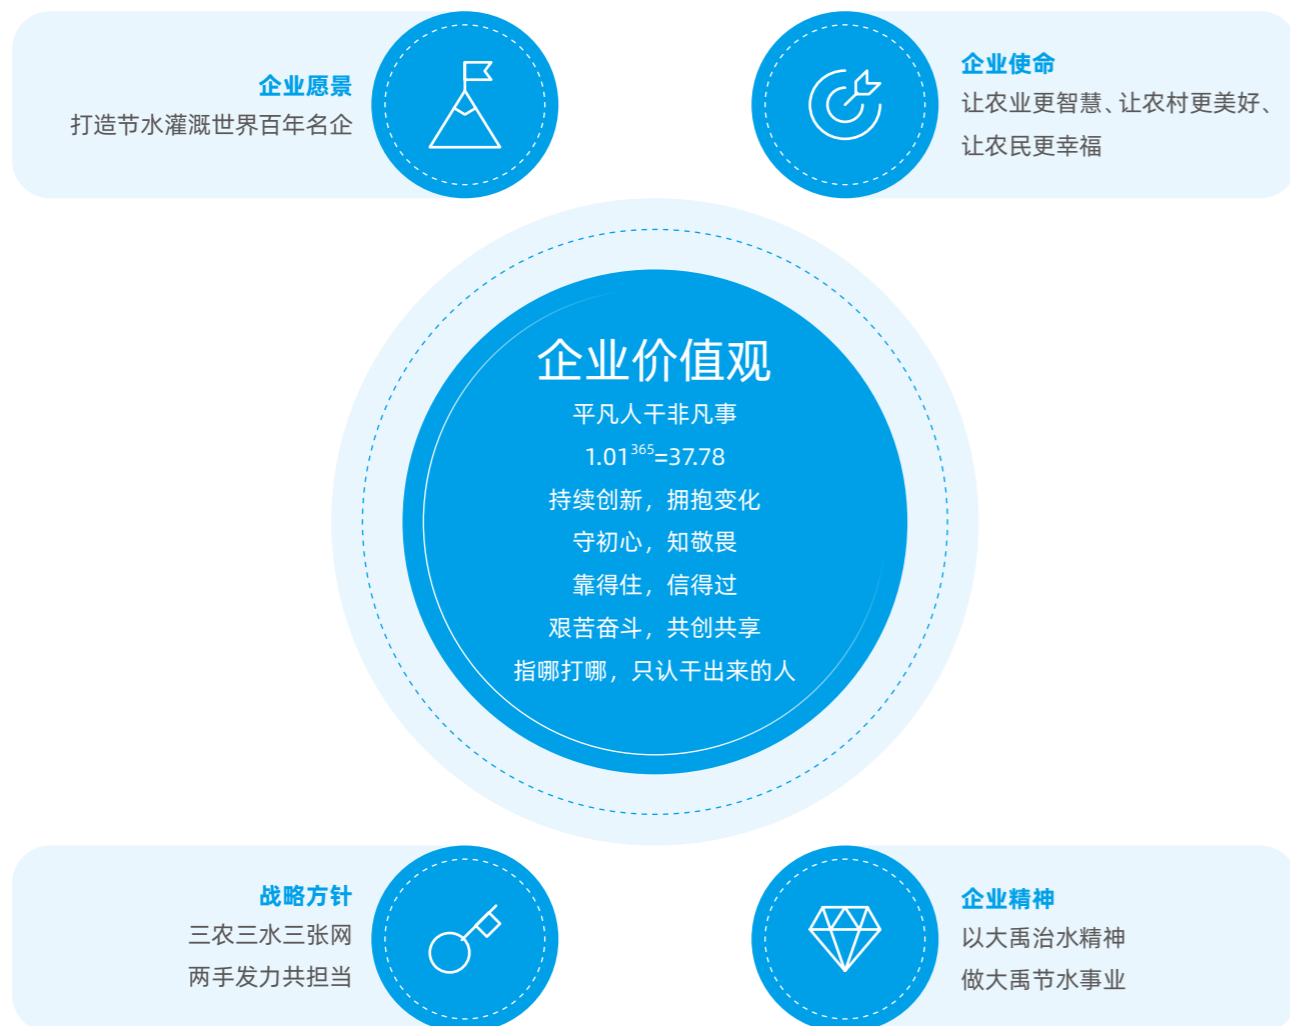 企业愿景
打造节水灌溉世界百年名企
企业使命
让农业更智慧、让农村更美好、
让农民更幸福
企业价值观
平凡人干非凡事
1.01³⁶⁵=37.78
持续创新，拥抱变化
守初心，知敬畏
靠得住，信得过
艰苦奋斗，共创共享
指哪打哪，只认干出来的人
战略方针
三农三水三张网
两手发力共担当
企业精神
以大禹治水精神
做大禹节水事业